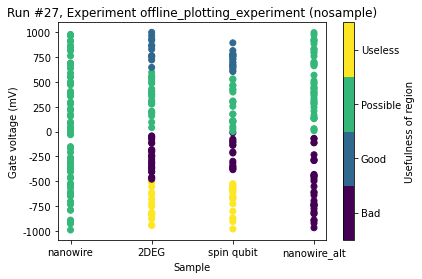 Run #27, Experiment offline_plotting_experiment (nosample)
1000
750
500
250
0
-250
-500
-750
-1000
Gate voltage (mV)
nanowire
2DEG
spin qubit
nanowire_alt
Sample
Useless
Possible
Good
Bad
Usefulness of region